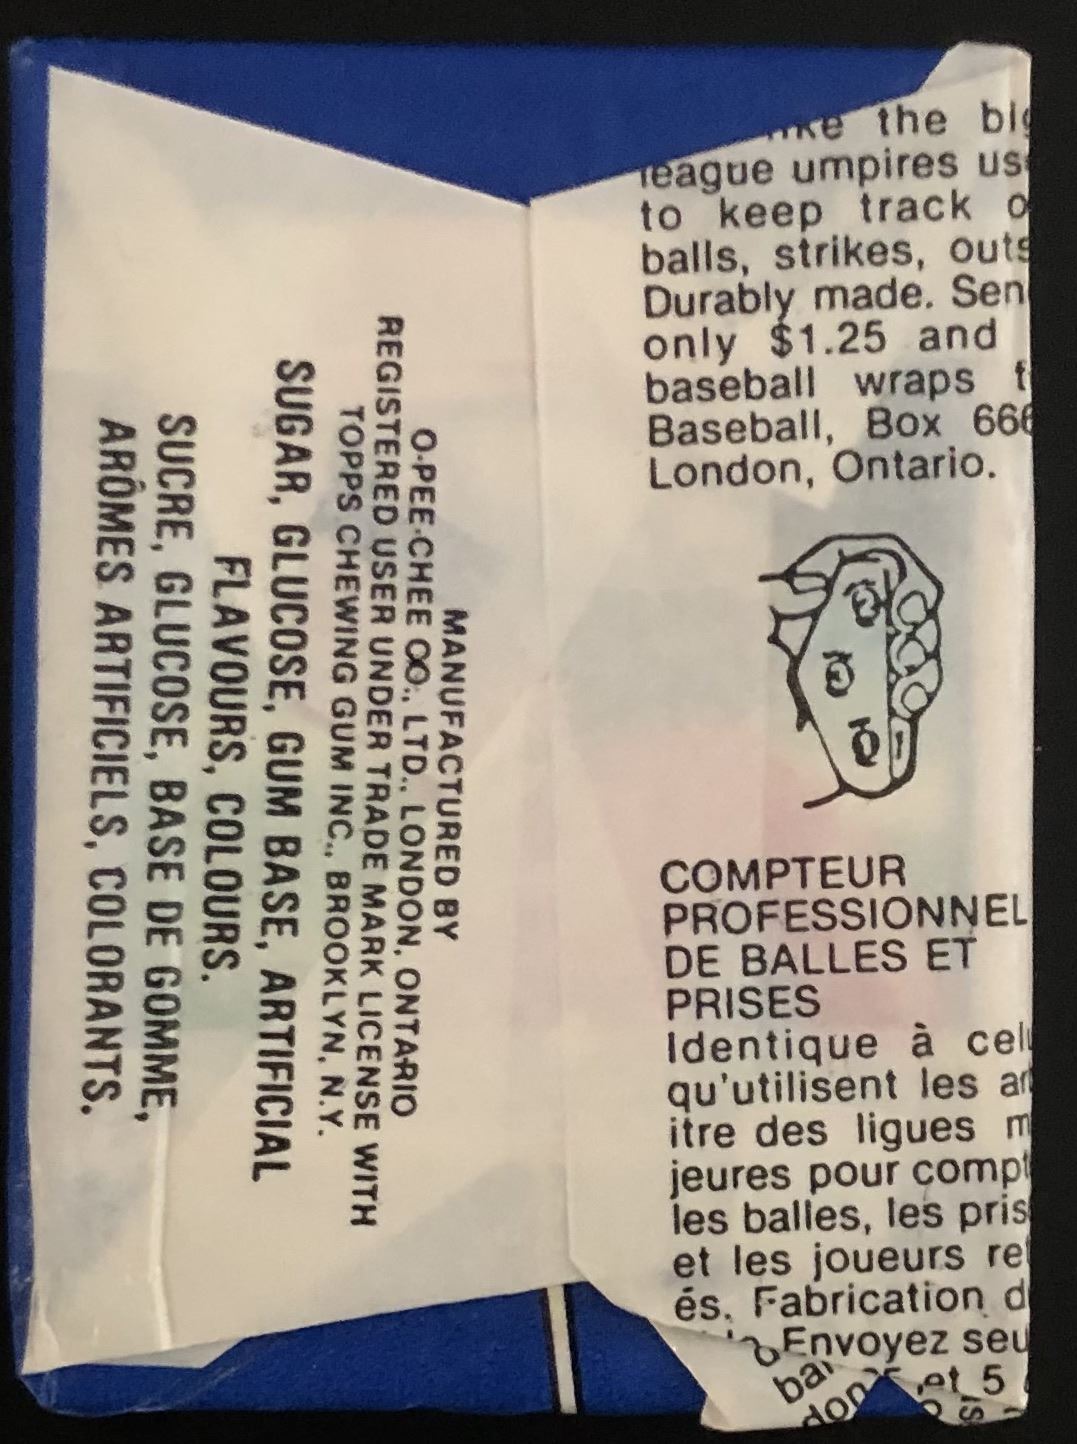 the
league umpires
to keep track
balls, strikes, outs
Durably made.
only $1.25 and
baseball wraps
Baseball, Box
London, Ontario.
COMPTEUR
PROFESSIONNEL
DE BALLES ET
PRISES
Identique à
qu'utilisent les
itre des ligues
jeures pour
les balles, les
et les joueurs
és. Fabrication
Envoyez
et 5
MANUFACTURED BY
O-PEE-CHEE CO., LTD., LONDON, ONTARIO
REGISTERED USER UNDER TRADE MARK LICENSE WITH
TOPPS CHEWING GUM INC., BROOKLYN, N.Y.
SUGAR, GLUCOSE, GUM BASE, ARTIFICIAL
FLAVOURS, COLOURS.
SUCRE, GLUCOSE, BASE DE GOMME,
ARÔMES ARTIFICIELS, COLORANTS.